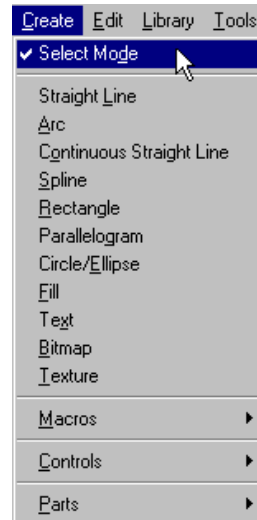 Create Edit Library Tools
Select Mode
Straight Line
Arc
Continuous Straight Line
Spline
Rectangle
Parallelogram
Circle/Ellipse
Fill
Text
Bitmap
Texture
Macros
Controls
Parts